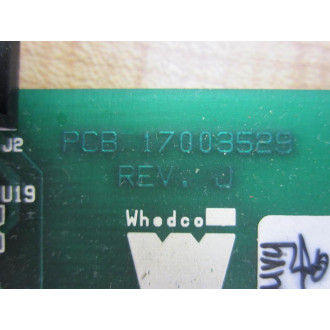 J2
PCB 17003529
REV. J
U19
Whedco